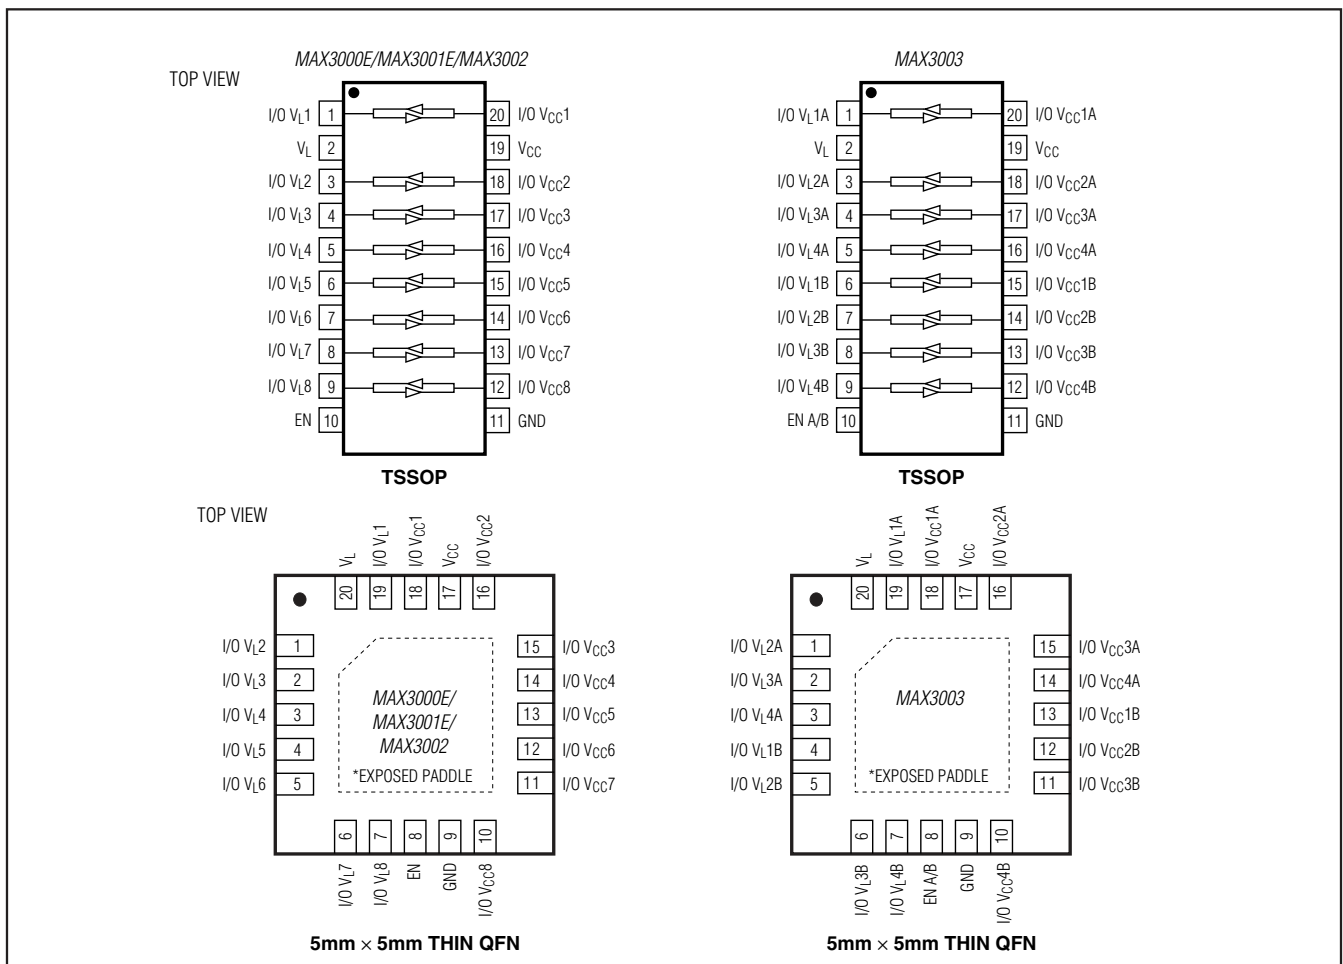 MAX3000E/MAX3001E/MAX3002
TOP VIEW
I/O VL1 1 20 I/O VCC1
VL 2 19 VCC
I/O VL2 3 18 I/O VCC2
I/O VL3 4 17 I/O VCC3
I/O VL4 5 16 I/O VCC4
I/O VL5 6 15 I/O VCC5
I/O VL6 7 14 I/O VCC6
I/O VL7 8 13 I/O VCC7
I/O VL8 9 12 I/O VCC8
EN 10 11 GND
TSSOP
MAX3003
I/O VL1A 1 20 I/O VCC1A
VL 2 19 VCC
I/O VL2A 3 18 I/O VCC2A
I/O VL3A 4 17 I/O VCC3A
I/O VL4A 5 16 I/O VCC4A
I/O VL1B 6 15 I/O VCC1B
I/O VL2B 7 14 I/O VCC2B
I/O VL3B 8 13 I/O VCC3B
I/O VL4B 9 12 I/O VCC4B
EN A/B 10 11 GND
TSSOP
TOP VIEW
VL I/O VL1 I/O VCC1 VCC I/O VCC2
20 19 18 17 16
I/O VL2 1 15 I/O VCC3
I/O VL3 2 14 I/O VCC4
I/O VL4 3 13 I/O VCC5
I/O VL5 4 12 I/O VCC6
I/O VL6 5 11 I/O VCC7
MAX3000E/
MAX3001E/
MAX3002
*EXPOSED PADDLE
6 7 8 9 10
I/O VL7 I/O VL8 EN GND I/O VCC8
5mm × 5mm THIN QFN
VL I/O VL1A I/O VCC1A VCC I/O VCC2A
20 19 18 17 16
I/O VL2A 1 15 I/O VCC3A
I/O VL3A 2 14 I/O VCC4A
I/O VL4A 3 13 I/O VCC1B
I/O VL1B 4 12 I/O VCC2B
I/O VL2B 5 11 I/O VCC3B
MAX3003
*EXPOSED PADDLE
6 7 8 9 10
I/O VL3B I/O VL4B EN A/B GND I/O VCC4B
5mm × 5mm THIN QFN